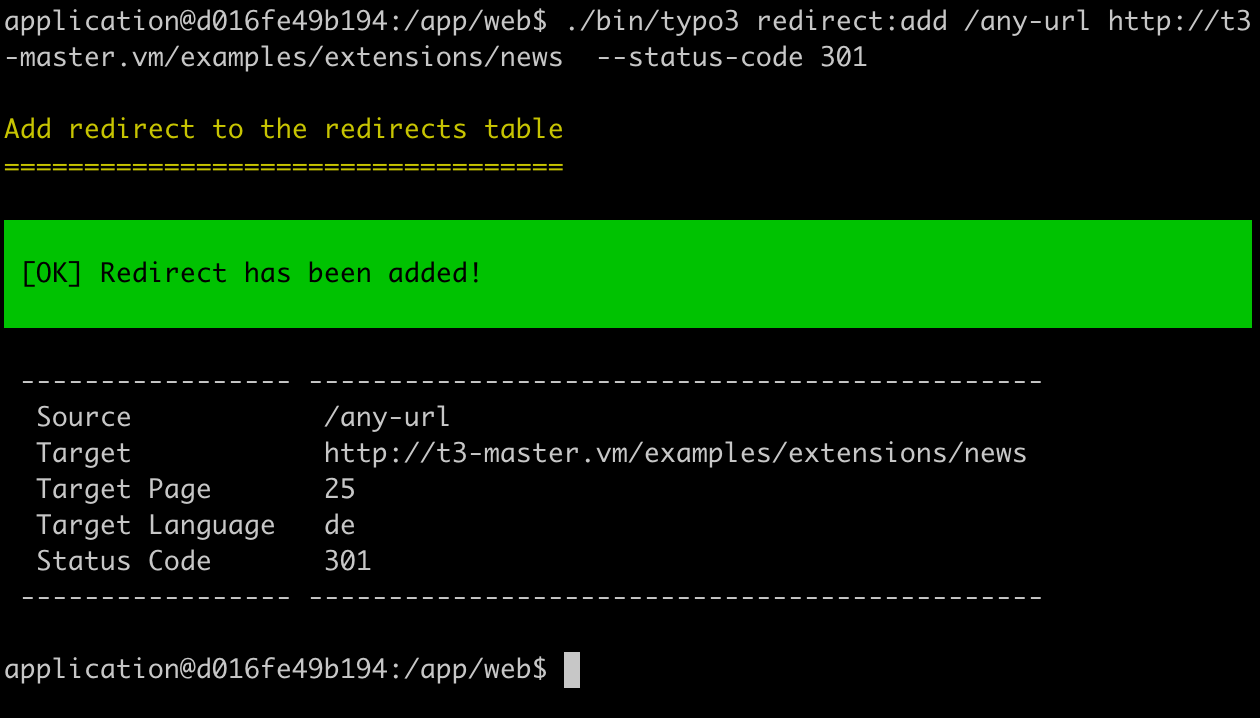 application@d016fe49b194:/app/web$ ./bin/typo3 redirect:add /any-url http://t3
-master.vm/examples/extensions/news  --status-code 301
Add redirect to the redirects table
===================================
[OK] Redirect has been added!
----------------- ----------------------------------------------
Source            /any-url
Target            http://t3-master.vm/examples/extensions/news
Target Page       25
Target Language   de
Status Code       301
----------------- ----------------------------------------------
application@d016fe49b194:/app/web$